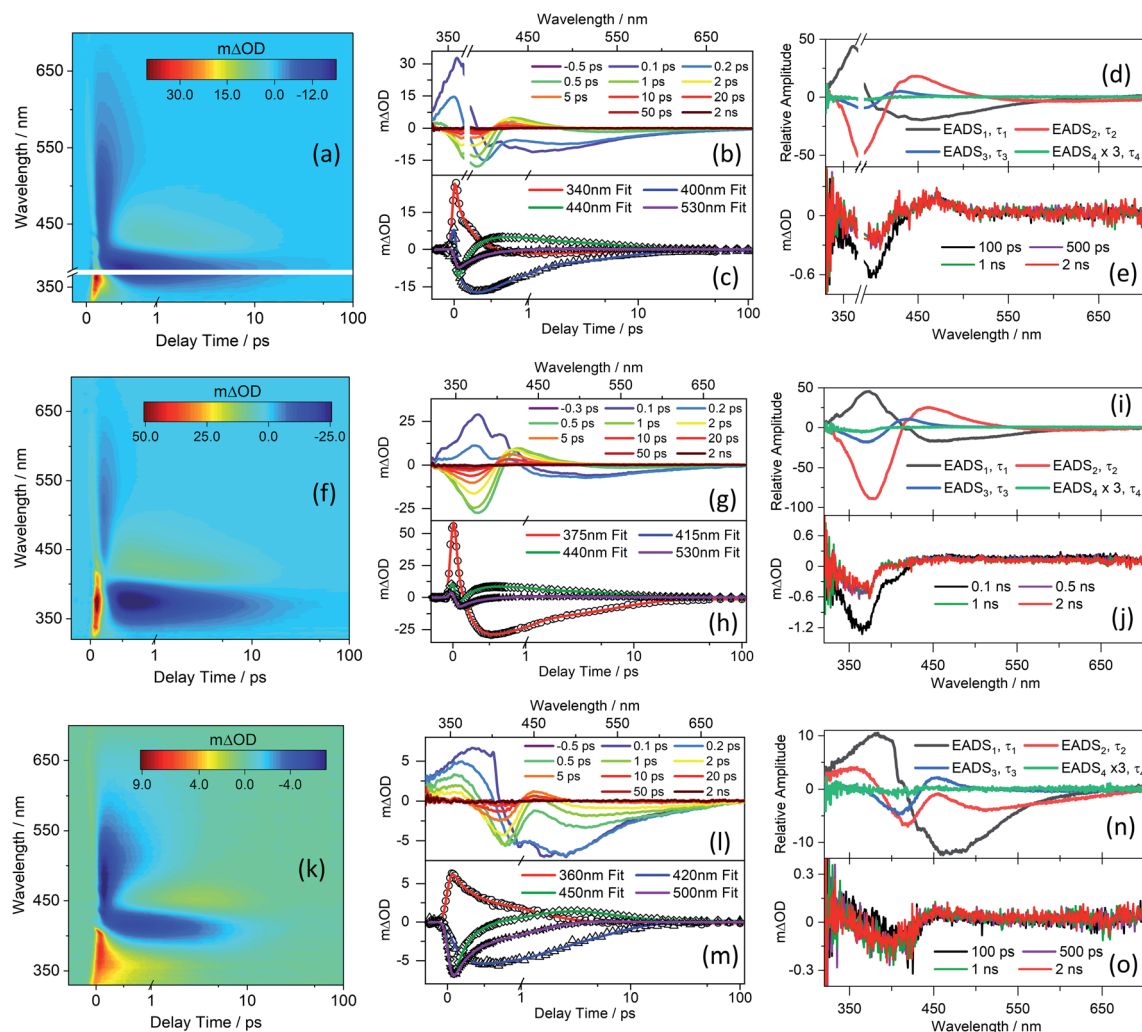 mΔOD
30.0 15.0 0.0 -12.0
650
550
450
350
Wavelength / nm
(a)
0 1 10 100
Delay Time / ps
Wavelength / nm
350 450 550 650
30
15
0
-10
mΔOD
-0.5 ps 0.1 ps 0.2 ps
0.5 ps 1 ps 2 ps
5 ps 10 ps 20 ps
50 ps 2 ns
(b)
15
0
-15
mΔOD
340nm Fit 400nm Fit
440nm Fit 530nm Fit
(c)
0 1 10 100
Delay Time / ps
50
0
-50
Relative Amplitude
(d)
EADS1, τ1 EADS2, τ2
EADS3, τ3 EADS4 x 3, τ4
0.0
-0.6
mΔOD
100 ps 500 ps
1 ns 2 ns
(e)
350 450 550 650
Wavelength / nm
mΔOD
50.0 25.0 0.0 -25.0
650
550
450
350
Wavelength / nm
(f)
0 1 10 100
Delay Time / ps
Wavelength / nm
350 450 550 650
25
0
-25
mΔOD
-0.3 ps 0.1 ps 0.2 ps
0.5 ps 1 ps 2 ps
5 ps 10 ps 20 ps
50 ps 2 ns
(g)
50
25
0
-25
mΔOD
375nm Fit 415nm Fit
440nm Fit 530nm Fit
(h)
0 1 10 100
Delay Time / ps
50
0
-50
-100
Relative Amplitude
(i)
EADS1, τ1 EADS2, τ2
EADS3, τ3 EADS4 x 3, τ4
0.6
0.0
-0.6
-1.2
mΔOD
0.1 ns 0.5 ns
1 ns 2 ns
(j)
350 450 550 650
Wavelength / nm
mΔOD
9.0 4.0 0.0 -4.0
650
550
450
350
Wavelength / nm
(k)
0 1 10 100
Delay Time / ps
Wavelength / nm
350 450 550 650
5
0
-5
mΔOD
-0.5 ps 0.1 ps 0.2 ps
0.5 ps 1 ps 2 ps
5 ps 10 ps 20 ps
50 ps 2 ns
(l)
5
0
-5
mΔOD
360nm Fit 420nm Fit
450nm Fit 500nm Fit
(m)
0 1 10 100
Delay Time / ps
10
0
-10
Relative Amplitude
EADS1, τ1 EADS2, τ2
EADS3, τ3 EADS4 x3, τ
(n)
0.3
0.0
-0.3
mΔOD
100 ps 500 ps
1 ns 2 ns
(o)
350 450 550 650
Wavelength / nm